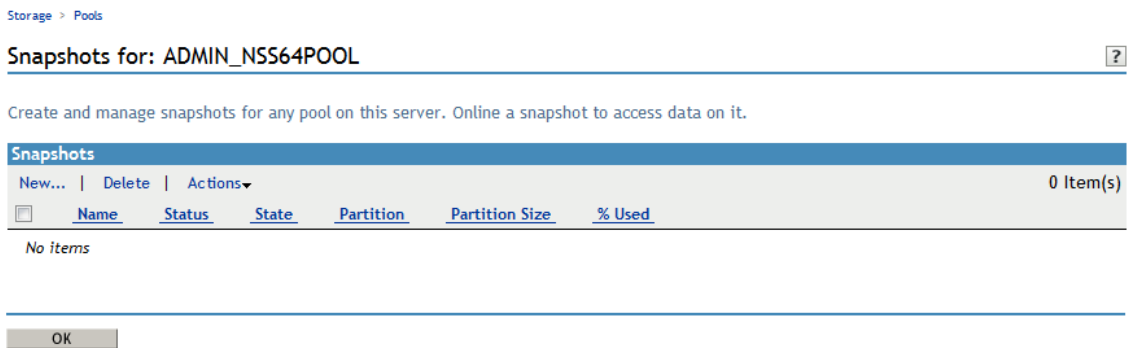 Storage > Pools
Snapshots for: ADMIN_NSS64POOL ?
Create and manage snapshots for any pool on this server. Online a snapshot to access data on it.
Snapshots
New... | Delete | Actions 0 Item(s)
Name Status State Partition Partition Size % Used
No items
OK